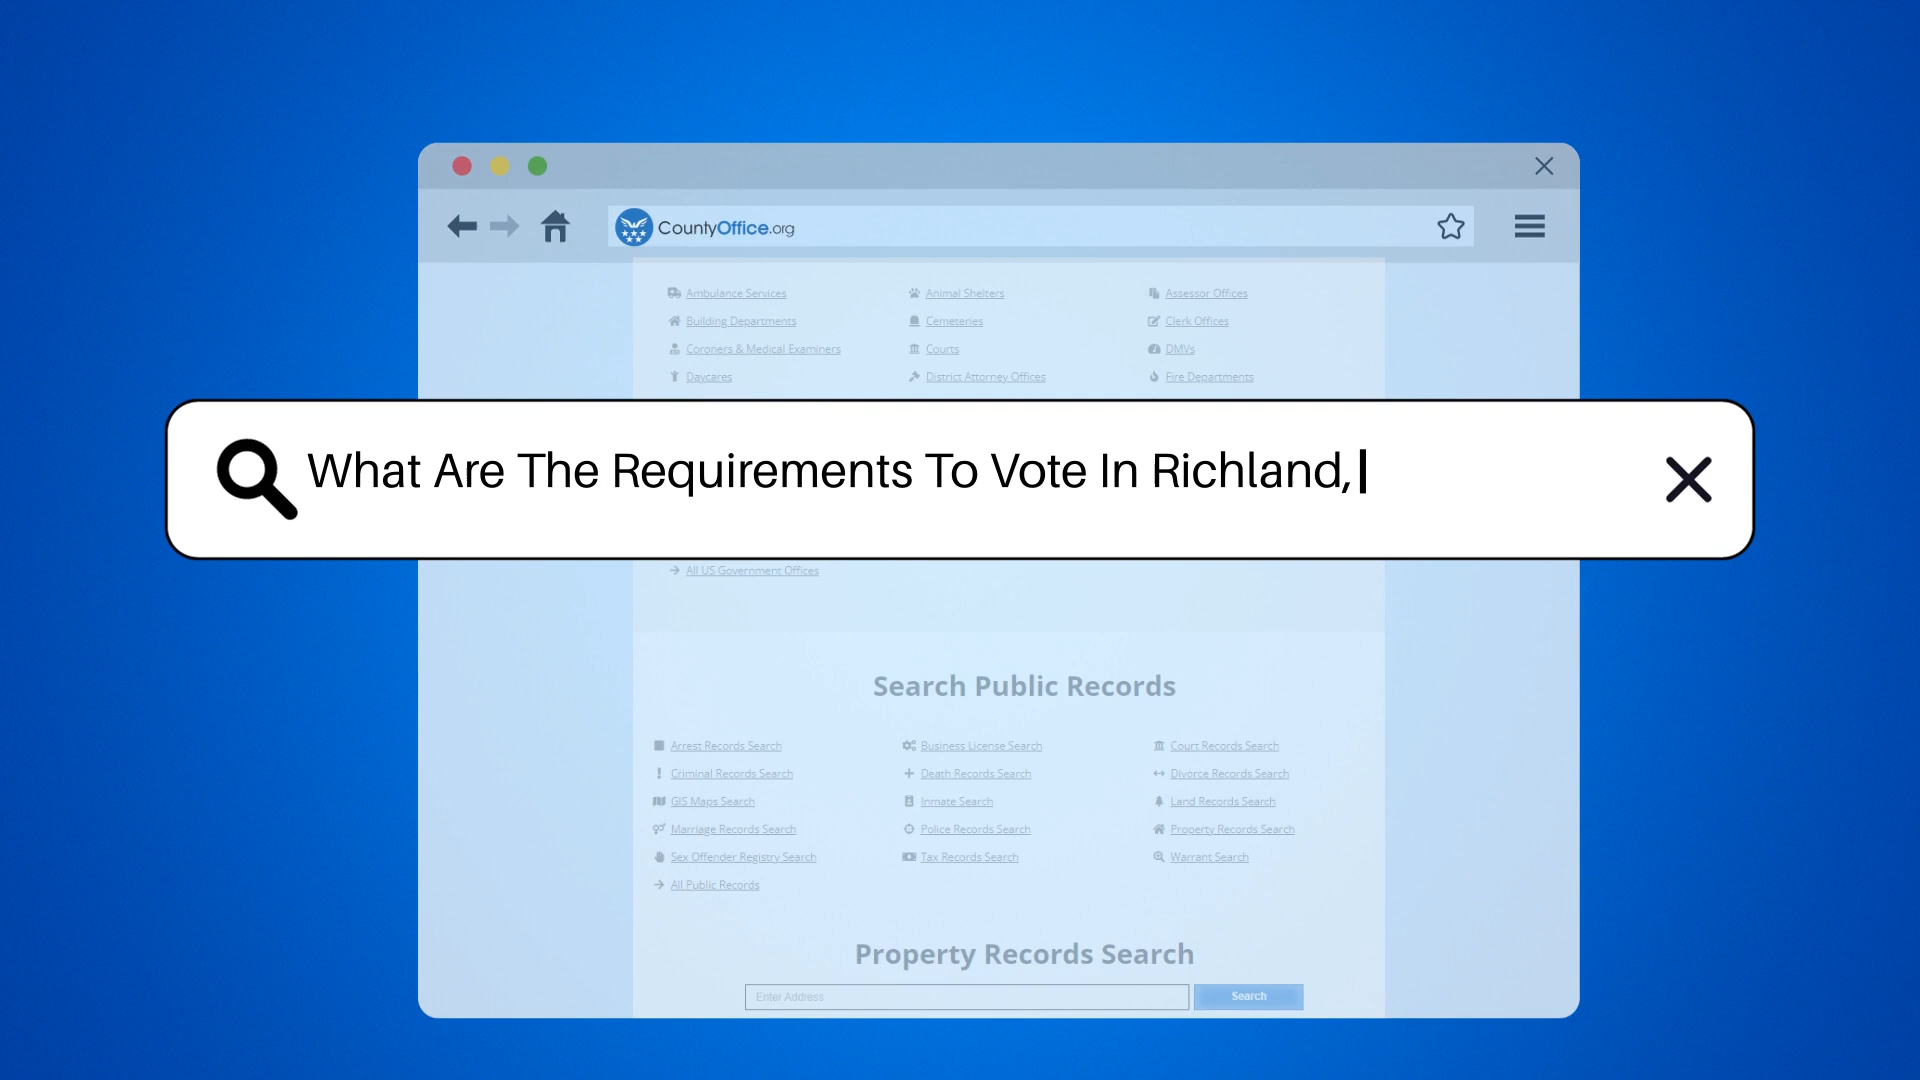 CountyOffice.org
Ambulance Services Animal Shelters Assessor Offices
Building Departments Cemeteries Clerk Offices
Coroners & Medical Examiners Courts DMVs
Daycares District Attorney Offices Fire Departments
What Are The Requirements To Vote In Richland,
All US Government Offices
Search Public Records
Arrest Records Search Business License Search Court Records Search
Criminal Records Search Death Records Search Divorce Records Search
GIS Maps Search Inmate Search Land Records Search
Marriage Records Search Police Records Search Property Records Search
Sex Offender Registry Search Tax Records Search Warrant Search
All Public Records
Property Records Search
Enter Address Search